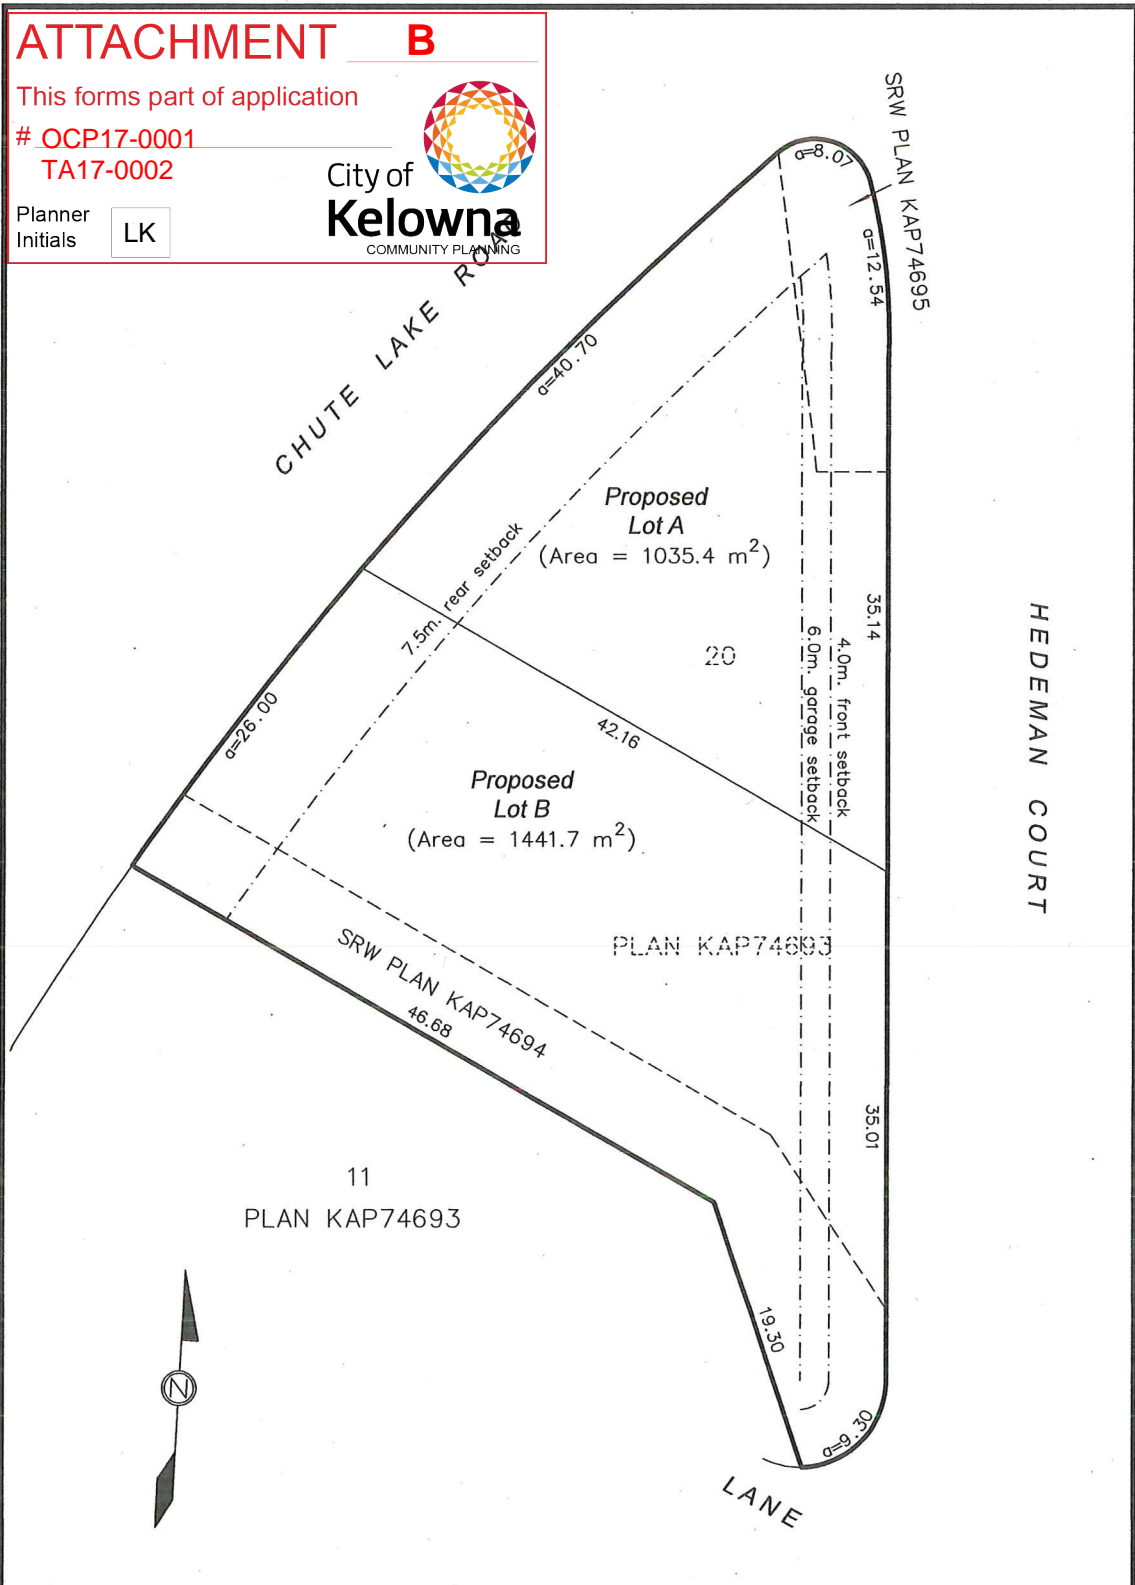 ATTACHMENT B
This forms part of application
# OCP17-0001
TA17-0002
City of
Kelowna
COMMUNITY PLANNING
Planner
Initials
LK
CHUTE LAKE ROAD
SRW PLAN KAP74695
a=8.07
a=12.54
a=40.70
Proposed
Lot A
(Area = 1035.4 m²)
7.5m. rear setback
35.14
20
6.0m. garage setback
4.0m. front setback
HEDEMAN COURT
a=26.00
42.16
Proposed
Lot B
(Area = 1441.7 m²)
PLAN KAP74693
SRW PLAN KAP74694
46.68
35.01
11
PLAN KAP74693
19.30
N
a=9.30
LANE